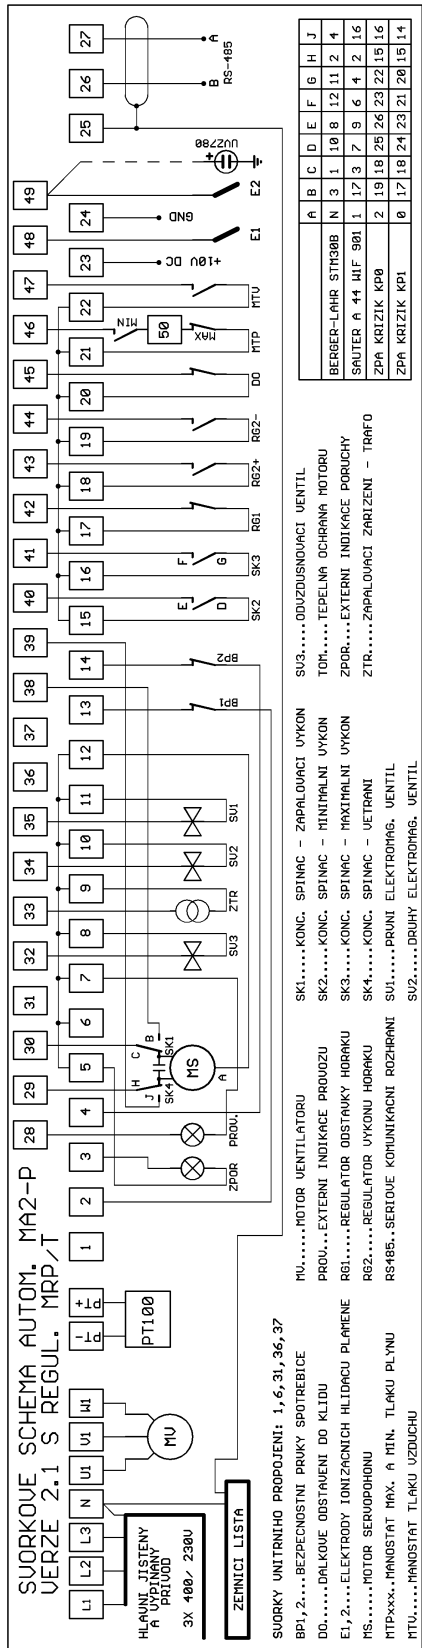 SVORKOVE SCHEMA AUTOM. MA2-P
VERZE 2.1 S REGUL. MRP/T
L1 L2 L3 N U1 V1 W1 PT- PT+
28 29 30 31 32 33 34 35 36 37 38 39 40 41 42 43 44 45 46 47 48 49
1 2 3 4 5 6 7 8 9 10 11 12 13 14 15 16 17 18 19 20 21 22 23 24 25 26 27
HLAVNI JISTENY
A VYPINANY
PRIVOD
3X 400/ 230V
ZEMNICI LISTA
MV
PT100
ZPOR
PROV.
J H C B
SK4 SK1
MS
A
SV3
ZTR
SV2
SV1
BP1
BP2
E D
SK2
F G
SK3
RG1
RG2+
RG2-
DO
MIN
50
MAX
MTP
MTV
+10V DC
E1
GND
E2
+
UVZ780
B A
RS-485
SVORKY VNITRNIHO PROPOJENI: 1,6,31,36,37
BP1,2...BEZPECNOSTNI PRVKY SPOTREBICE
DO.....DALKOVE ODSTAVENI DO KLIDU
E1,2...ELEKTRODY IONIZACNICH HLIDACU PLAMENE
MS.....MOTOR SERVOPOHONU
MTPxxx..MANOSTAT MAX. A MIN. TLAKU PLYNU
MTV....MANOSTAT TLAKU VZDUCHU
MV.....MOTOR VENTILATORU
PROV...EXTERNI INDIKACE PROVOZU
RG1....REGULATOR ODSTAVKY HORAKU
RG2....REGULATOR VYKONU HORAKU
RS485..SERIOVE KOMUNIKACNI ROZHRANI
SK1....KONC. SPINAC - ZAPALOVACI VYKON
SK2....KONC. SPINAC - MINIMALNI VYKON
SK3....KONC. SPINAC - MAXIMALNI VYKON
SK4....KONC. SPINAC - VETRANI
SV1....PRVNI ELEKTROMAG. VENTIL
SV2....DRUHY ELEKTROMAG. VENTIL
SV3....ODVZDUSNOVACI VENTIL
TOM....TEPELNA OCHRANA MOTORU
ZPOR...EXTERNI INDIKACE PORUCHY
ZTR....ZAPALOVACI ZARIZENI - TRAFO
A B C D E F G H J
BERGER-LAHR STM30B N 3 1 10 8 12 11 2 4
SAUTER A 44 W1F 901 1 17 3 7 9 6 4 2 16
ZPA KRIZIK KP0 2 19 18 25 26 23 22 15 16
ZPA KRIZIK KP1 0 17 18 24 23 21 20 15 14